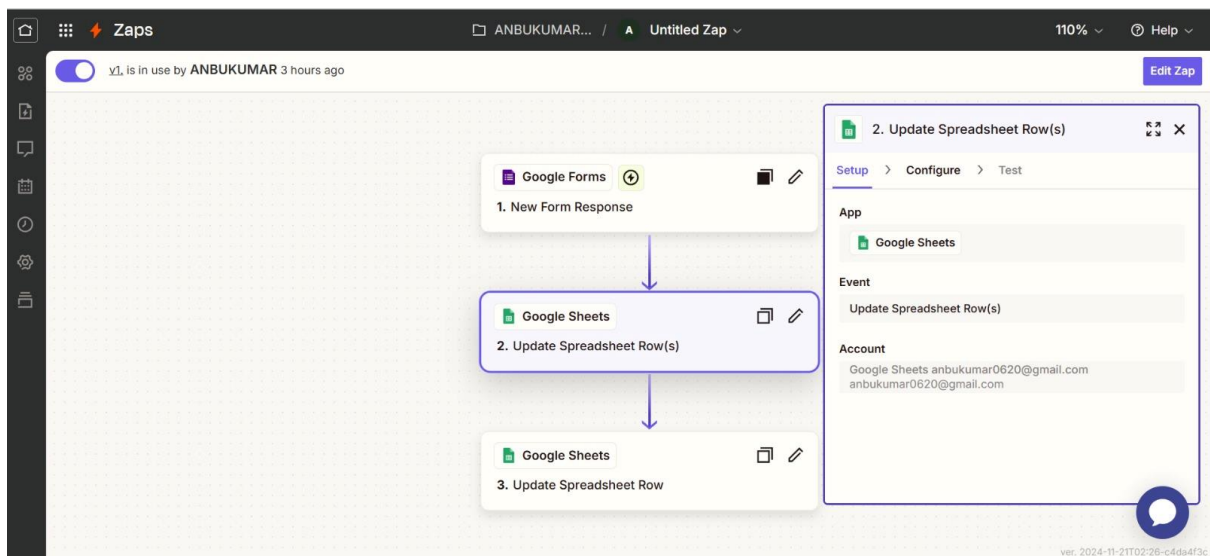 Zaps
ANBUKUMAR... / A Untitled Zap
110%
Help
v1. is in use by ANBUKUMAR 3 hours ago
Edit Zap
Google Forms
1. New Form Response
Google Sheets
2. Update Spreadsheet Row(s)
Google Sheets
3. Update Spreadsheet Row
2. Update Spreadsheet Row(s)
Setup > Configure > Test
App
Google Sheets
Event
Update Spreadsheet Row(s)
Account
Google Sheets anbukumar0620@gmail.com
anbukumar0620@gmail.com
ver. 2024-11-21T02:26-c4da4f3c